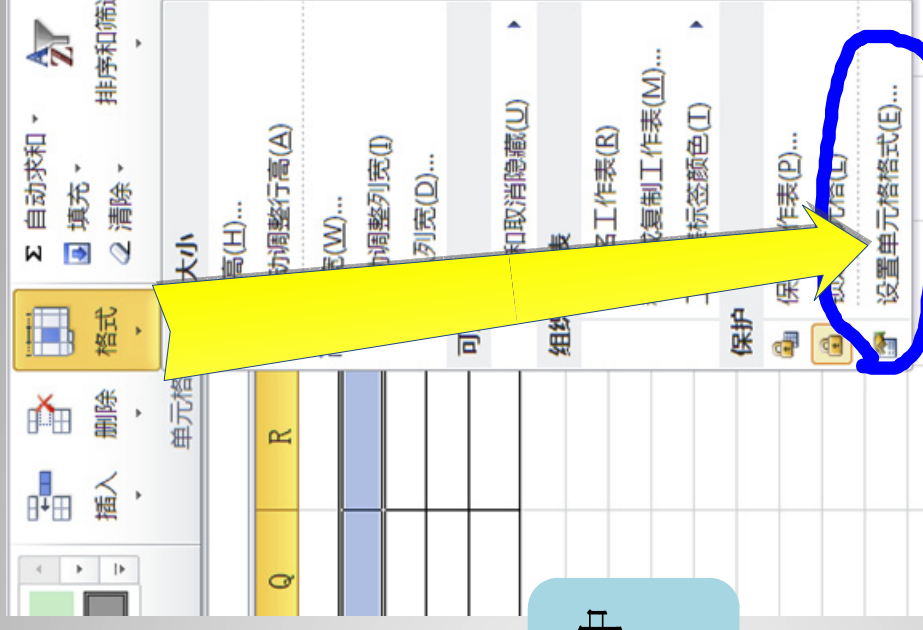 Σ 自动求和
填充
清除
排序和筛
插入
删除
格式
单元格
大小
高(H)...
动调整行高(A)
宽(W)...
动调整列宽(I)
列宽(D)...
可
和取消隐藏(U)
组织
表
名工作表(R)
复制工作表(M)...
标签颜色(T)
保护
保
作表(P)...
锁
元格(L)
设置单元格格式(E)...
Q
R